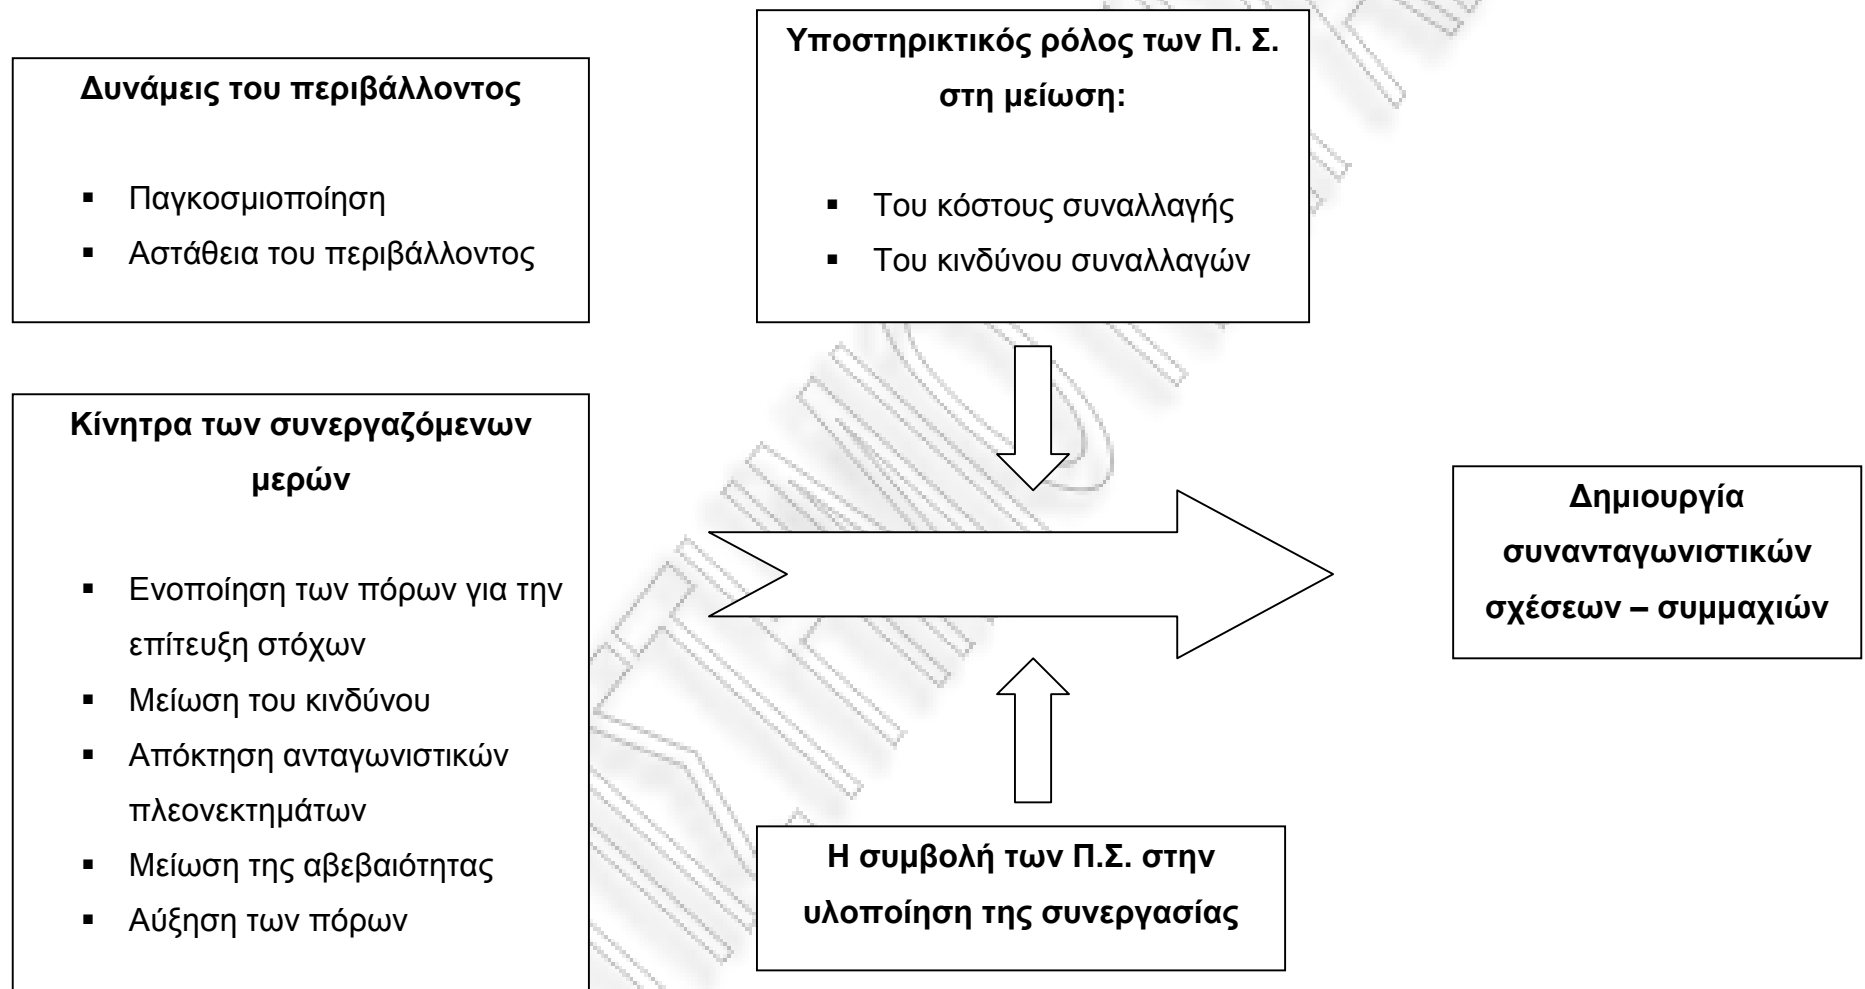 Δυνάμεις του περιβάλλοντος
▪ Παγκοσμιοποίηση
▪ Αστάθεια του περιβάλλοντος
Υποστηρικτικός ρόλος των Π. Σ.
στη μείωση:
▪ Του κόστους συναλλαγής
▪ Του κινδύνου συναλλαγών
Κίνητρα των συνεργαζόμενων
μερών
▪ Ενοποίηση των πόρων για την
επίτευξη στόχων
▪ Μείωση του κινδύνου
▪ Απόκτηση ανταγωνιστικών
πλεονεκτημάτων
▪ Μείωση της αβεβαιότητας
▪ Αύξηση των πόρων
Η συμβολή των Π.Σ. στην
υλοποίηση της συνεργασίας
Δημιουργία
συνανταγωνιστικών
σχέσεων – συμμαχιών